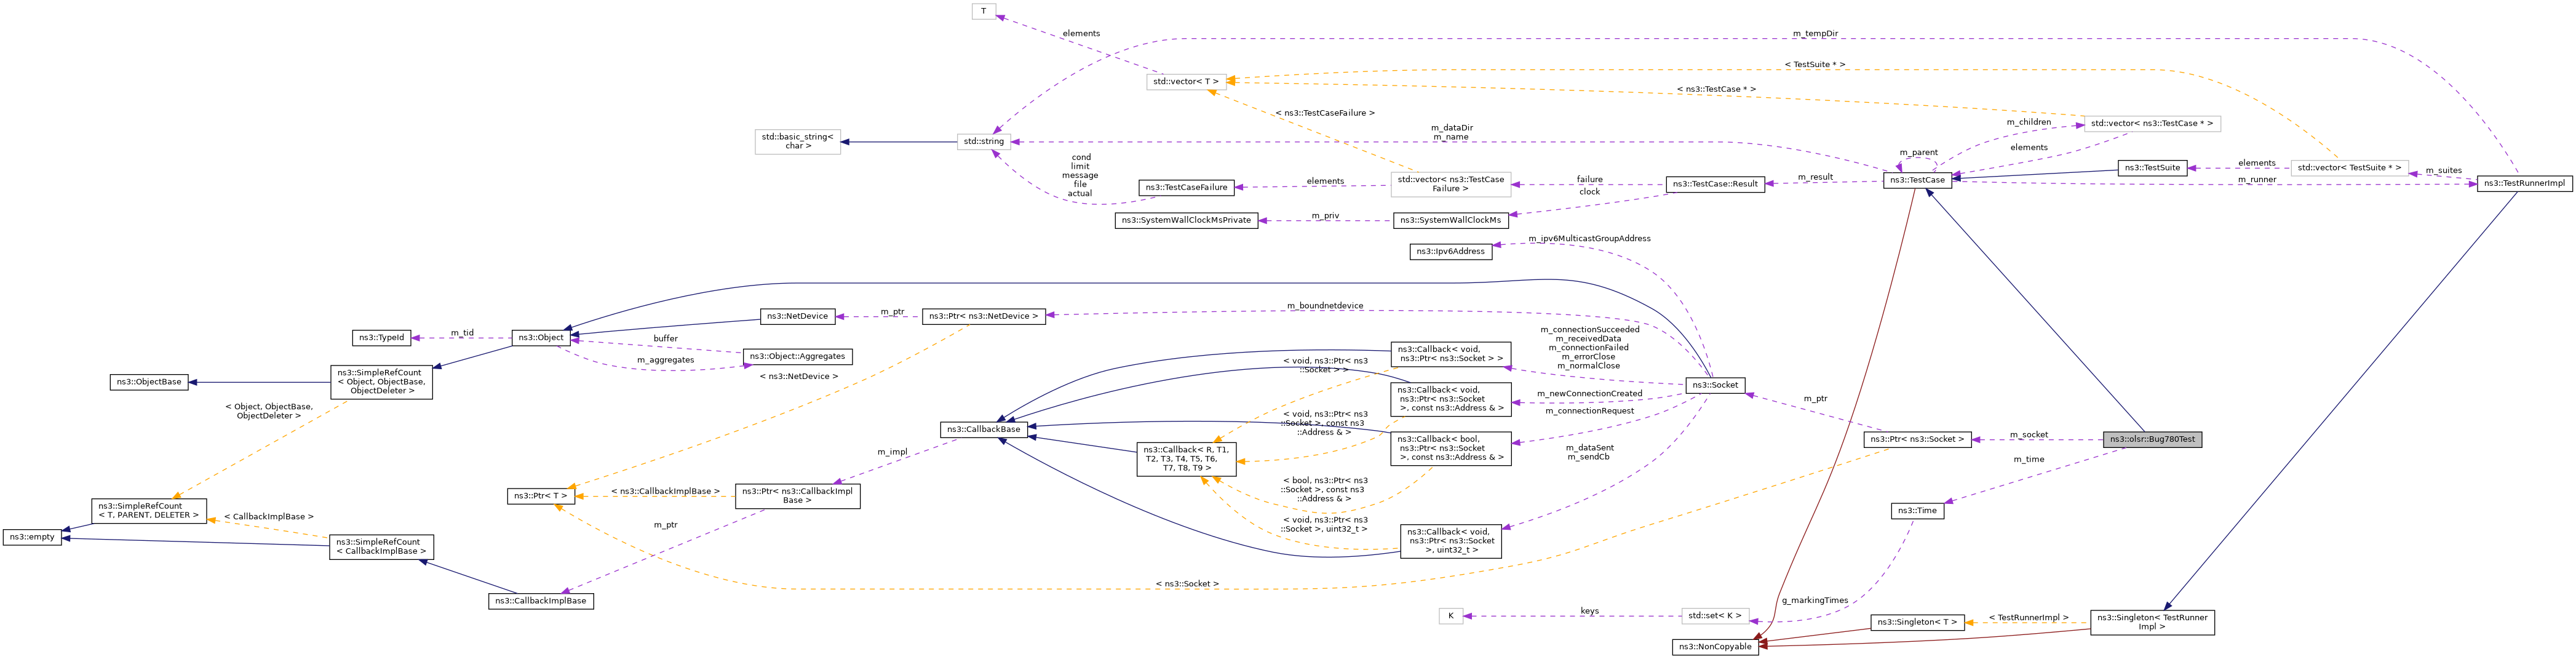 T
elements
m_tempDir
< TestSuite * >
std::vector< T >
< ns3::TestCase * >
< ns3::TestCaseFailure >
std::basic_string<
char >
std::string
m_dataDir
m_name
m_children
std::vector< ns3::TestCase * >
elements
m_parent
cond
limit
message
file
actual
ns3::TestCaseFailure
elements
std::vector< ns3::TestCase
Failure >
failure
clock
ns3::TestCase::Result
m_result
ns3::TestCase
ns3::TestSuite
elements
std::vector< TestSuite * >
m_suites
m_runner
ns3::TestRunnerImpl
ns3::SystemWallClockMsPrivate
m_priv
ns3::SystemWallClockMs
m_ipv6MulticastGroupAddress
ns3::Ipv6Address
m_boundnetdevice
ns3::NetDevice
m_ptr
ns3::Ptr< ns3::NetDevice >
ns3::TypeId
m_tid
ns3::Object
buffer
m_aggregates
ns3::Object::Aggregates
< ns3::NetDevice >
ns3::ObjectBase
ns3::SimpleRefCount
< Object, ObjectBase,
ObjectDeleter >
< Object, ObjectBase,
ObjectDeleter >
m_connectionSucceeded
m_receivedData
m_connectionFailed
m_errorClose
m_normalClose
ns3::Callback< void,
ns3::Ptr< ns3::Socket > >
< void, ns3::Ptr< ns3
::Socket > >
ns3::Callback< void,
ns3::Ptr< ns3::Socket
>, const ns3::Address & >
m_newConnectionCreated
m_connectionRequest
ns3::Socket
m_ptr
< void, ns3::Ptr< ns3
::Socket >, const ns3
::Address & >
ns3::CallbackBase
ns3::Callback< bool,
ns3::Ptr< ns3::Socket
>, const ns3::Address & >
ns3::Ptr< ns3::Socket >
m_socket
ns3::olsr::Bug780Test
m_time
m_dataSent
m_sendCb
m_impl
ns3::Callback< R, T1,
T2, T3, T4, T5, T6,
T7, T8, T9 >
< bool, ns3::Ptr< ns3
::Socket >, const ns3
::Address & >
ns3::Ptr< T >
< ns3::CallbackImplBase >
ns3::Ptr< ns3::CallbackImpl
Base >
ns3::SimpleRefCount
< T, PARENT, DELETER >
< CallbackImplBase >
ns3::empty
ns3::SimpleRefCount
< CallbackImplBase >
m_ptr
< void, ns3::Ptr< ns3
::Socket >, uint32_t >
ns3::Callback< void,
ns3::Ptr< ns3::Socket
>, uint32_t >
ns3::Time
< ns3::Socket >
ns3::CallbackImplBase
g_markingTimes
K
keys
std::set< K >
ns3::Singleton< T >
< TestRunnerImpl >
ns3::Singleton< TestRunner
Impl >
ns3::NonCopyable